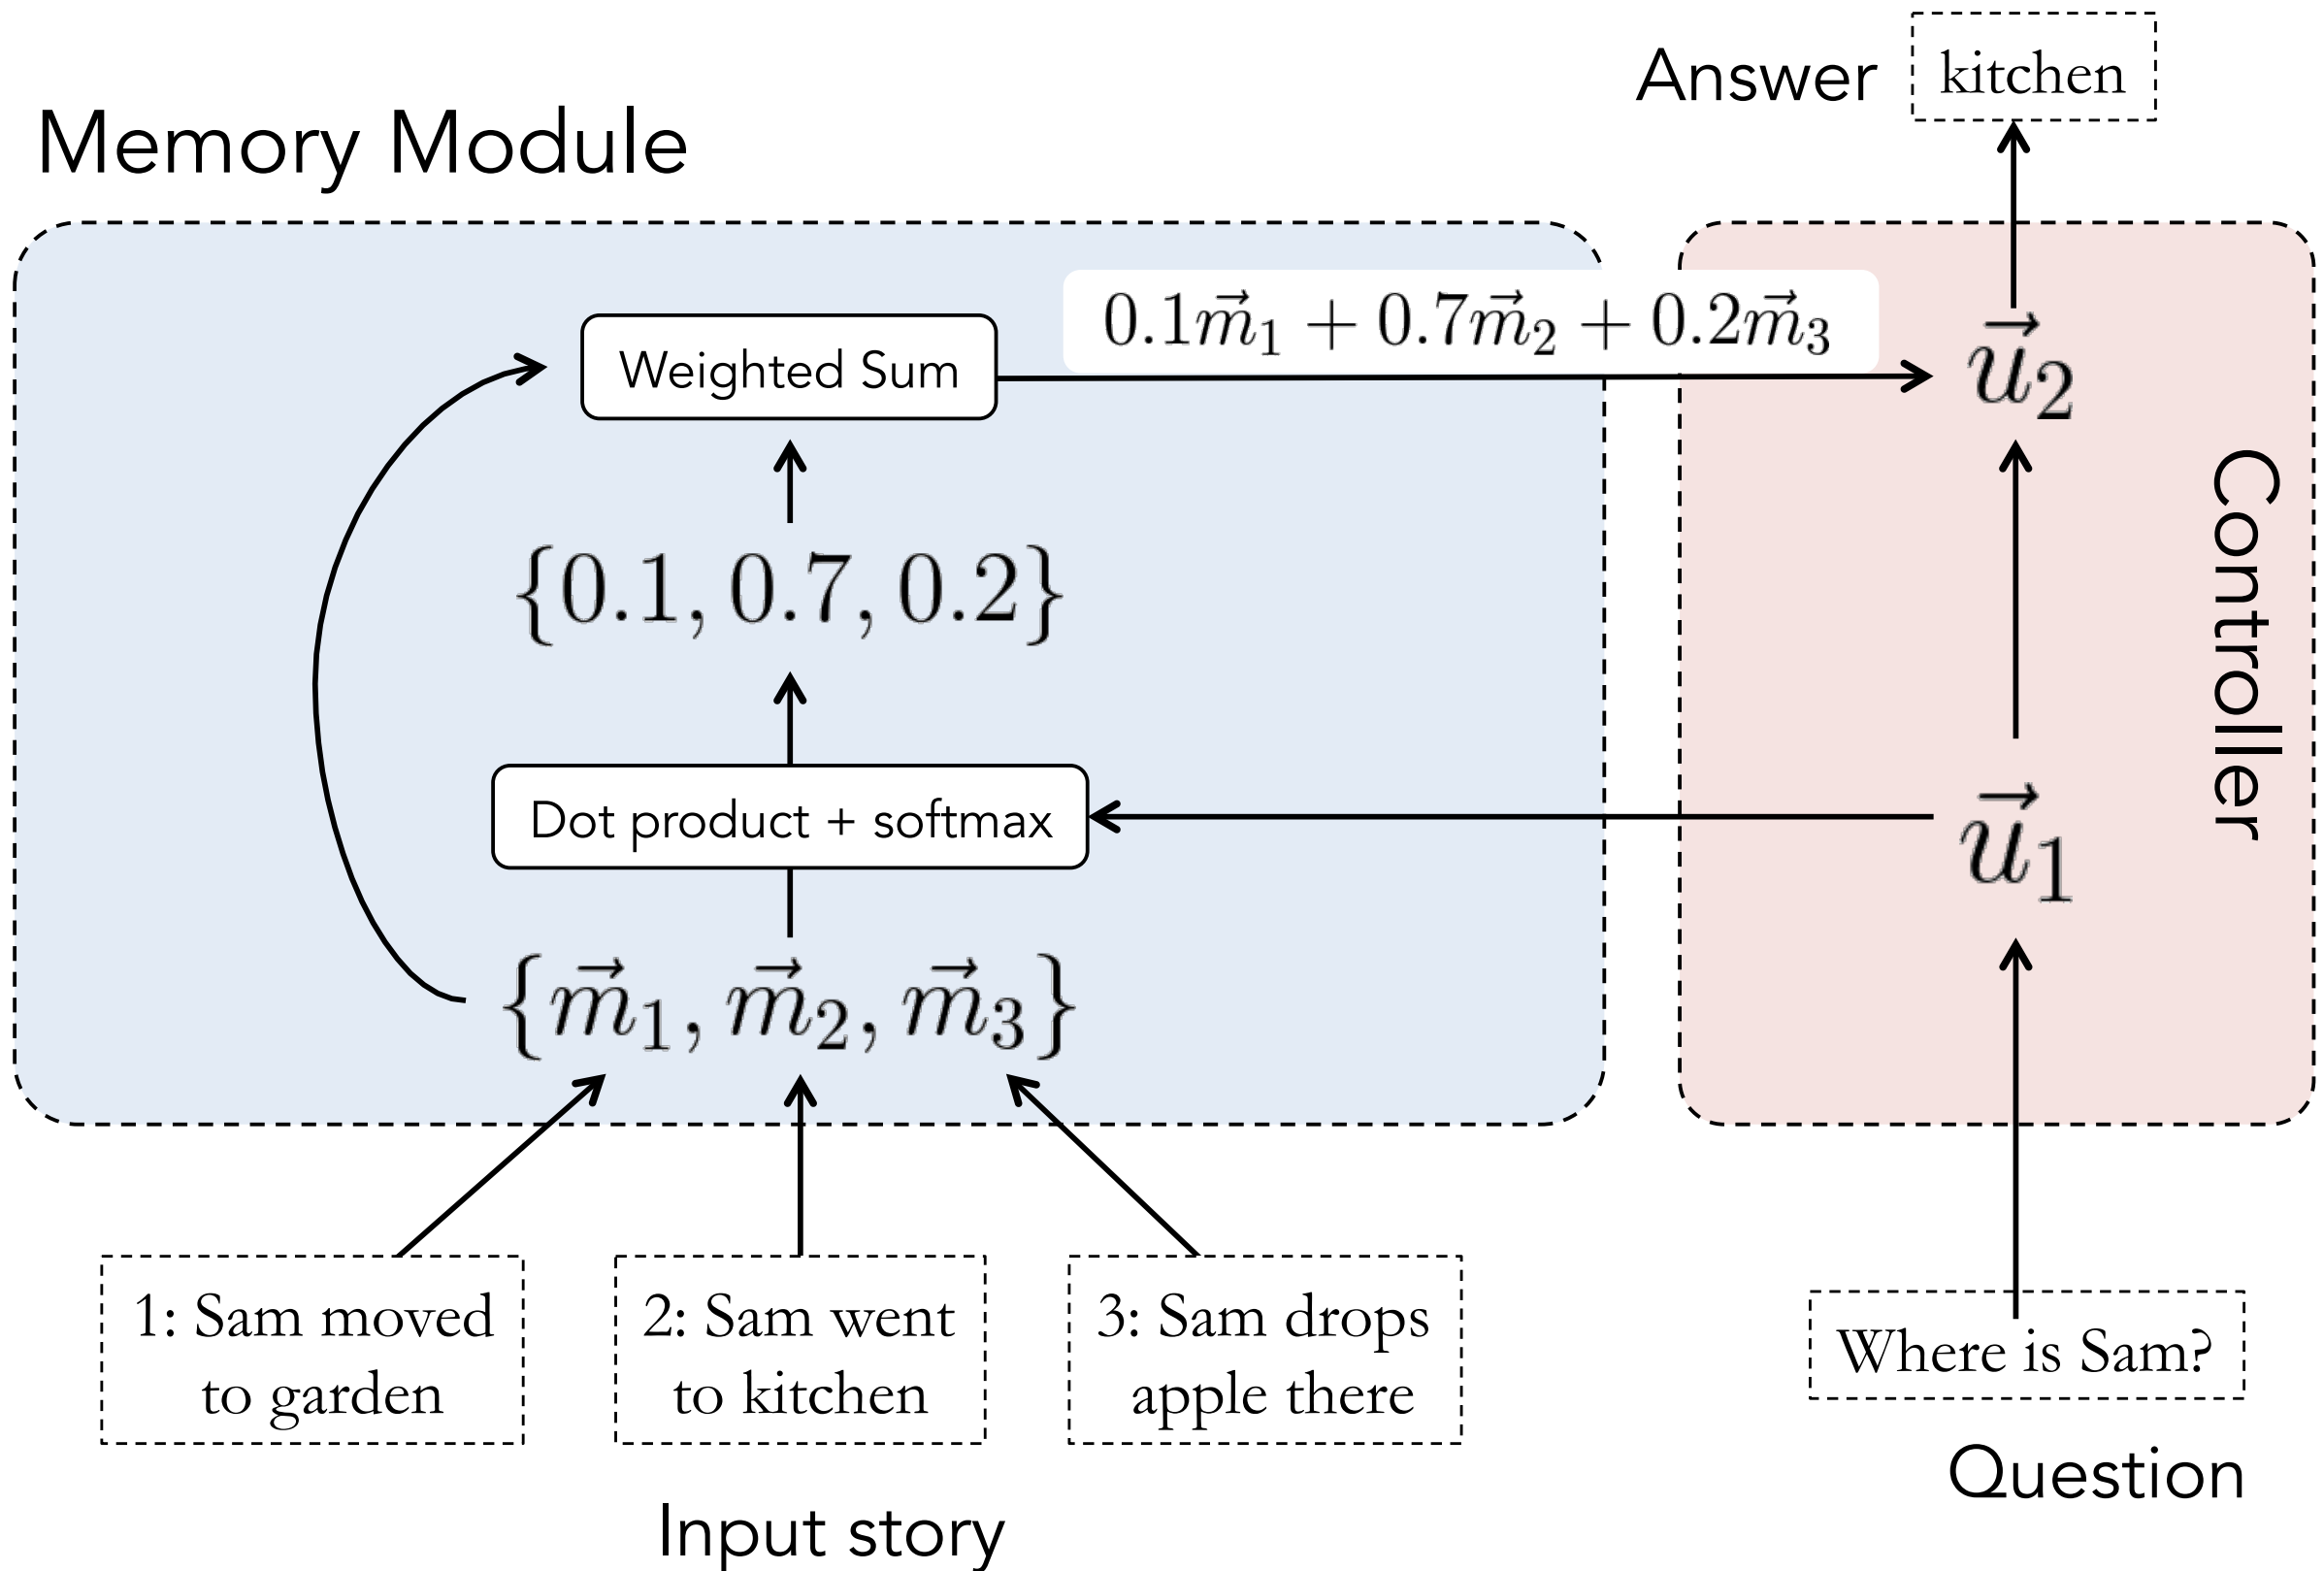 Answer
kitchen
Memory Module
0.1m⃗₁ + 0.7m⃗₂ + 0.2m⃗₃
Weighted Sum
u⃗₂
Controller
{0.1, 0.7, 0.2}
Dot product + softmax
u⃗₁
{m⃗₁, m⃗₂, m⃗₃}
1: Sam moved
to garden
2: Sam went
to kitchen
3: Sam drops
apple there
Where is Sam?
Question
Input story